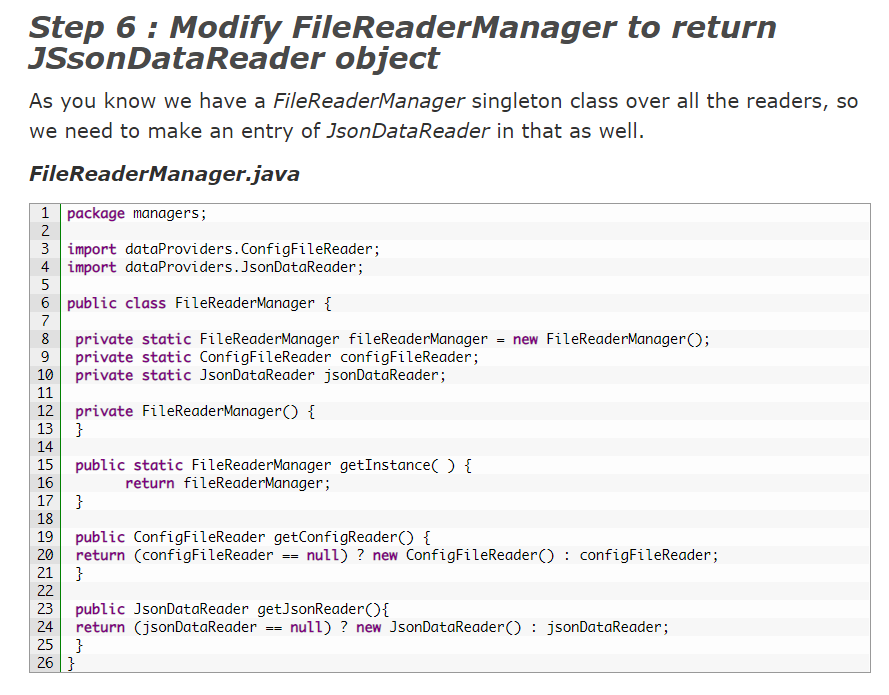 Step 6 : Modify FileReaderManager to return
JSsonDataReader object
As you know we have a FileReaderManager singleton class over all the readers, so
we need to make an entry of JsonDataReader in that as well.
FileReaderManager.java
1 package managers;
2
3 import dataProviders.ConfigFileReader;
4 import dataProviders.JsonDataReader;
5
6 public class FileReaderManager {
7
8 private static FileReaderManager fileReaderManager = new FileReaderManager();
9 private static ConfigFileReader configFileReader;
10 private static JsonDataReader jsonDataReader;
11
12 private FileReaderManager() {
13 }
14
15 public static FileReaderManager getInstance( ) {
16 return fileReaderManager;
17 }
18
19 public ConfigFileReader getConfigReader() {
20 return (configFileReader == null) ? new ConfigFileReader() : configFileReader;
21 }
22
23 public JsonDataReader getJsonReader(){
24 return (jsonDataReader == null) ? new JsonDataReader() : jsonDataReader;
25 }
26 }